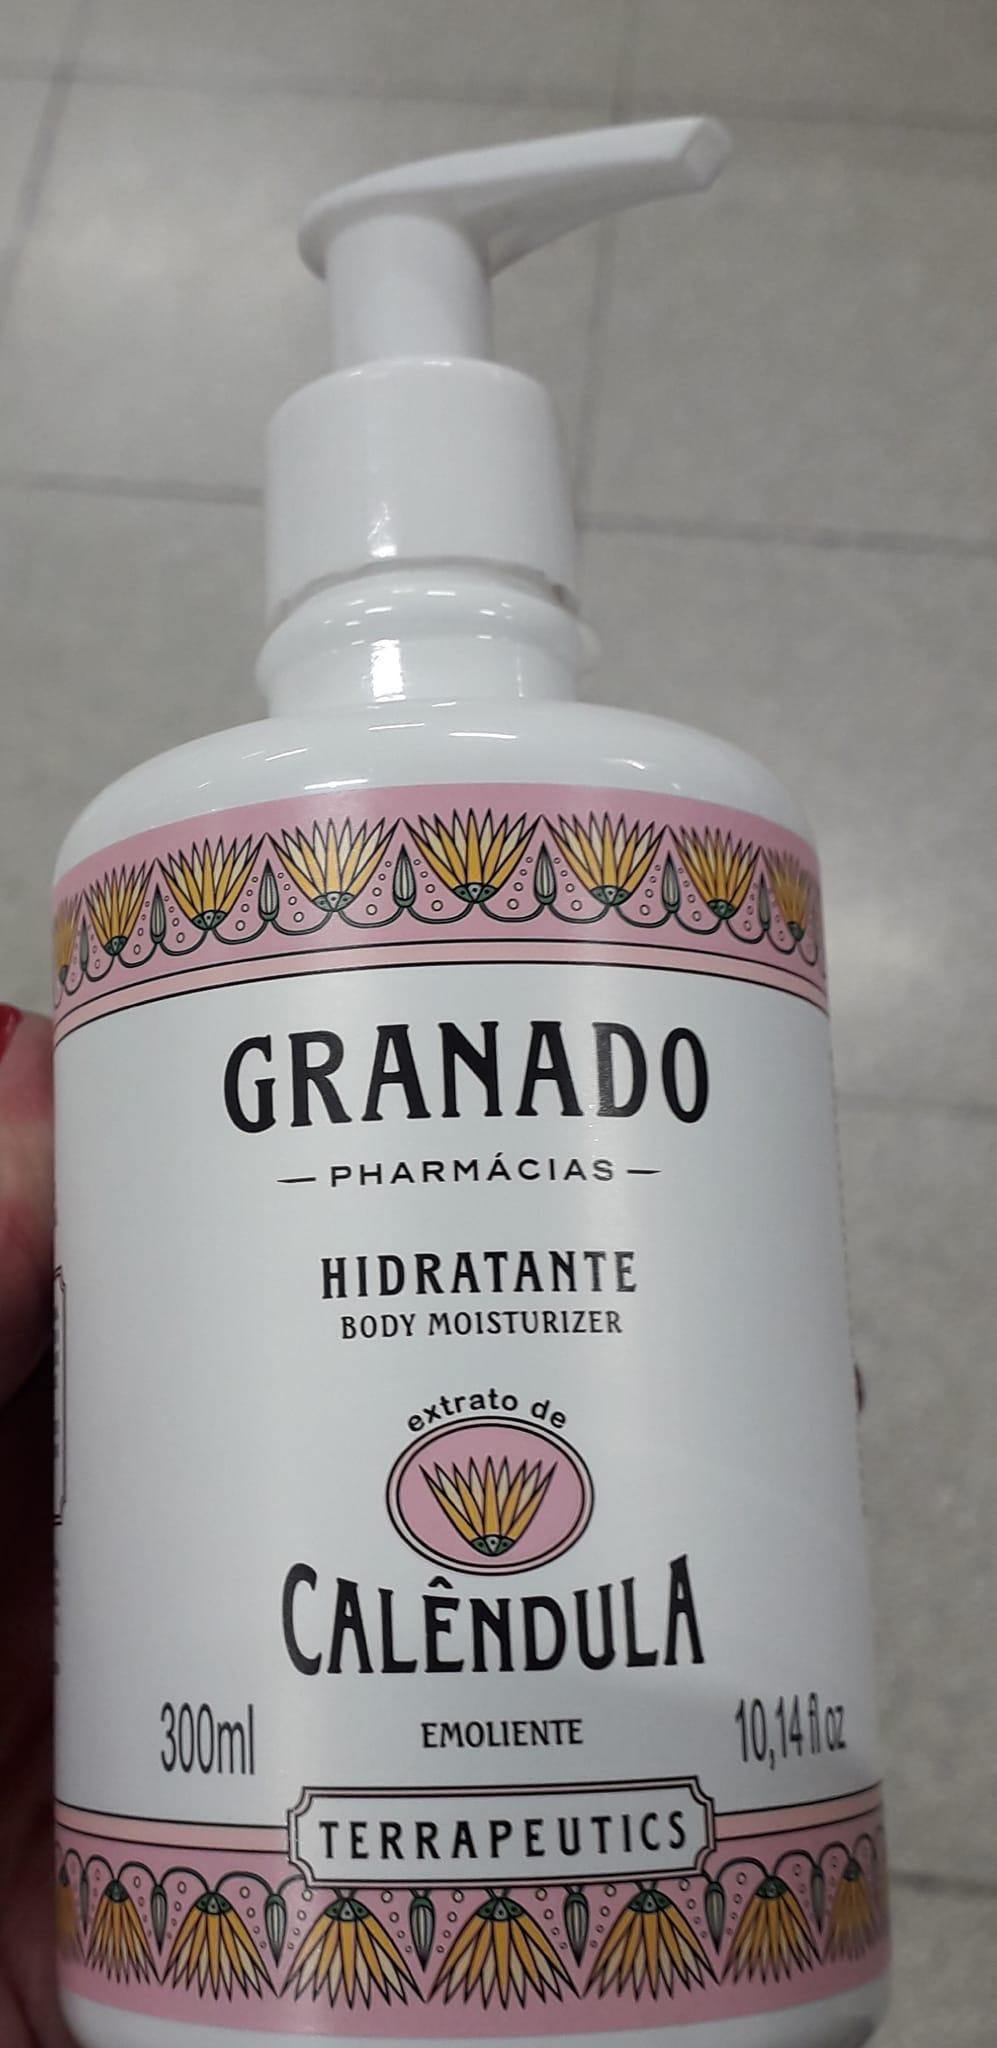 GRANADO
PHARMÁCIAS
HIDRATANTE
BODY MOISTURIZER
extrato de
CALÊNDULA
300ml EMOLIENTE 10,14 fl oz
TERRAPEUTICS